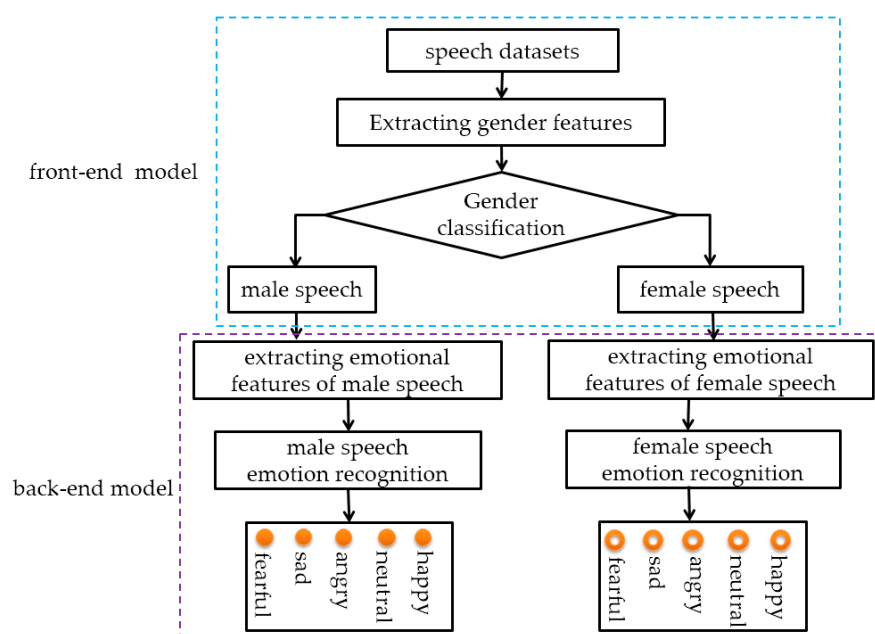 speech datasets
Extracting gender features
front-end model
Gender
classification
male speech
female speech
extracting emotional
features of male speech
extracting emotional
features of female speech
male speech
emotion recognition
female speech
emotion recognition
back-end model
fearful
sad
angry
neutral
happy
fearful
sad
angry
neutral
happy